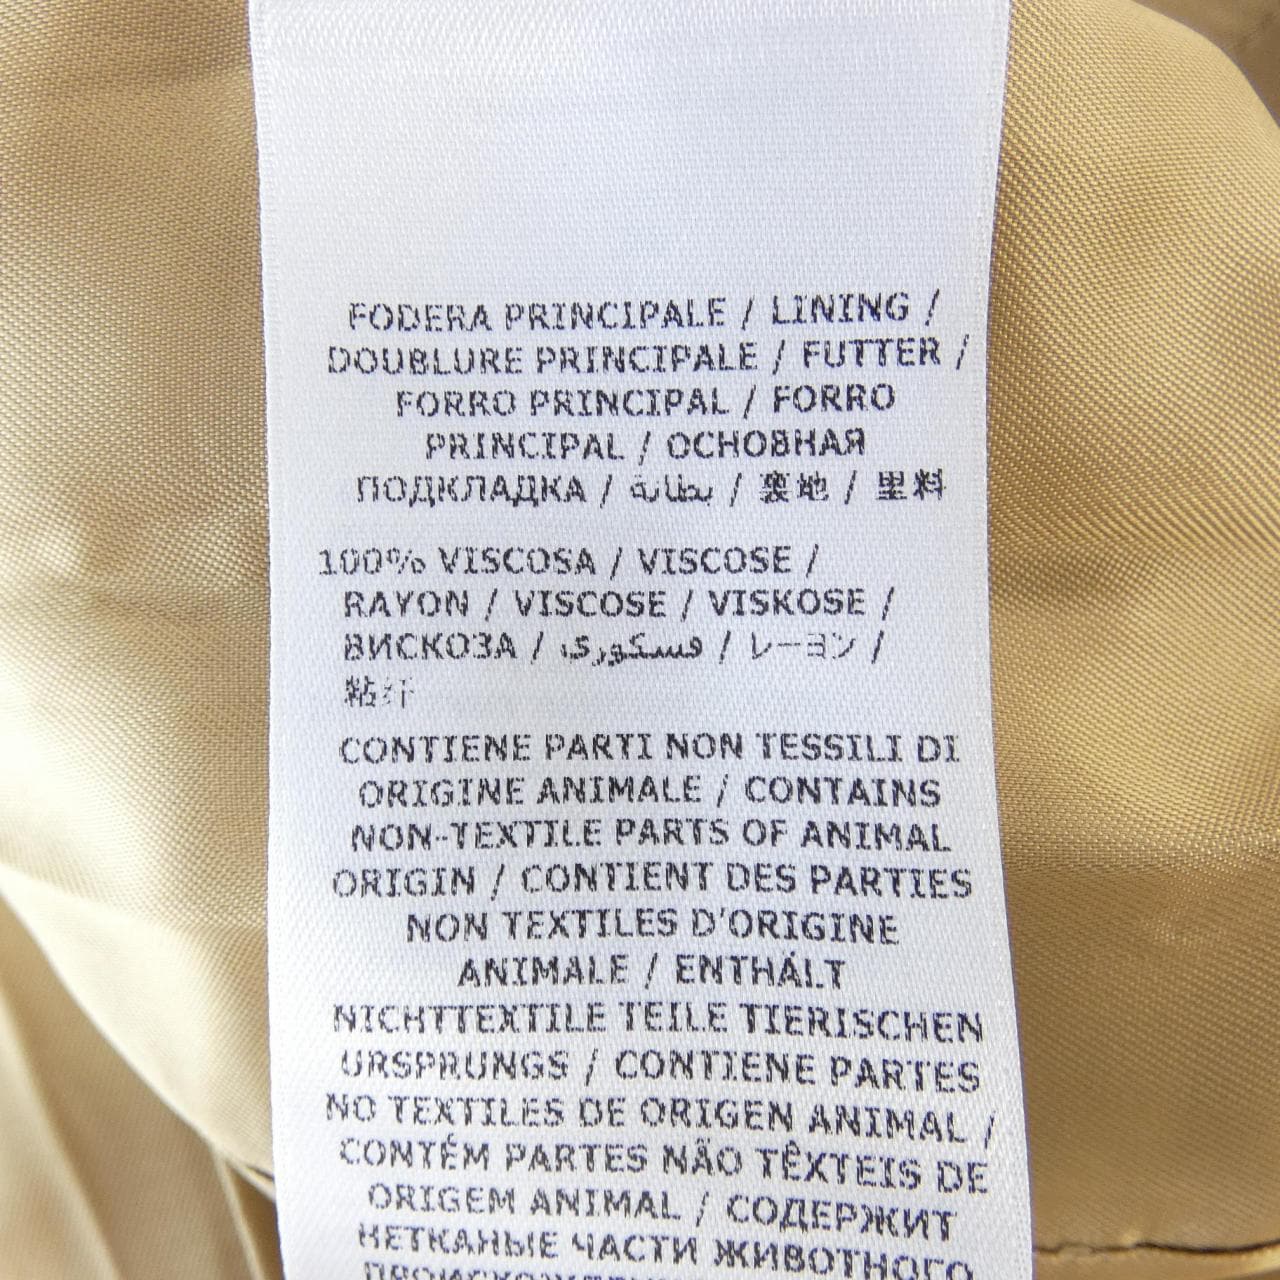 FODERA PRINCIPALE / LINING /
DOUBLURE PRINCIPALE / FUTTER /
FORRO PRINCIPAL / FORRO
PRINCIPAL / ОСНОВНАЯ
ПОДКЛАДКА / بطانة / 裏地 / 里料
100% VISCOSA / VISCOSE /
RAYON / VISCOSE / VISKOSE /
ВИСКОЗА / فسكوري / レーヨン /
粘纤
CONTIENE PARTI NON TESSILI DI
ORIGINE ANIMALE / CONTAINS
NON-TEXTILE PARTS OF ANIMAL
ORIGIN / CONTIENT DES PARTIES
NON TEXTILES D'ORIGINE
ANIMALE / ENTHÁLT
NICHTTEXTILE TEILE TIERISCHEN
URSPRUNGS / CONTIENE PARTES
NO TEXTILES DE ORIGEN ANIMAL /
CONTÉM PARTES NÃO TÊXTEIS DE
ORIGEM ANIMAL / СОДЕРЖИТ
НЕТКАНЫЕ ЧАСТИ ЖИВОТНОГО